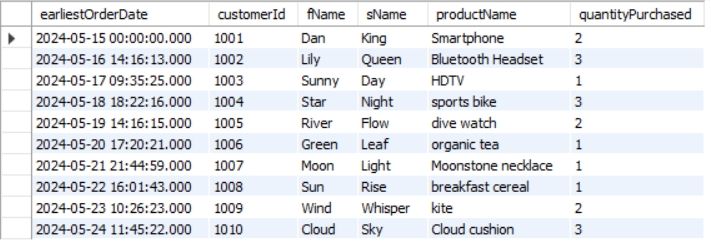 earliestOrderDate customerId fName sName productName quantityPurchased
2024-05-15 00:00:00.000 1001 Dan King Smartphone 2
2024-05-16 14:16:13.000 1002 Lily Queen Bluetooth Headset 3
2024-05-17 09:35:25.000 1003 Sunny Day HDTV 1
2024-05-18 18:22:16.000 1004 Star Night sports bike 3
2024-05-19 14:16:15.000 1005 River Flow dive watch 2
2024-05-20 17:20:21.000 1006 Green Leaf organic tea 1
2024-05-21 21:44:59.000 1007 Moon Light Moonstone necklace 1
2024-05-22 16:01:43.000 1008 Sun Rise breakfast cereal 1
2024-05-23 10:26:23.000 1009 Wind Whisper kite 2
2024-05-24 11:45:22.000 1010 Cloud Sky Cloud cushion 3